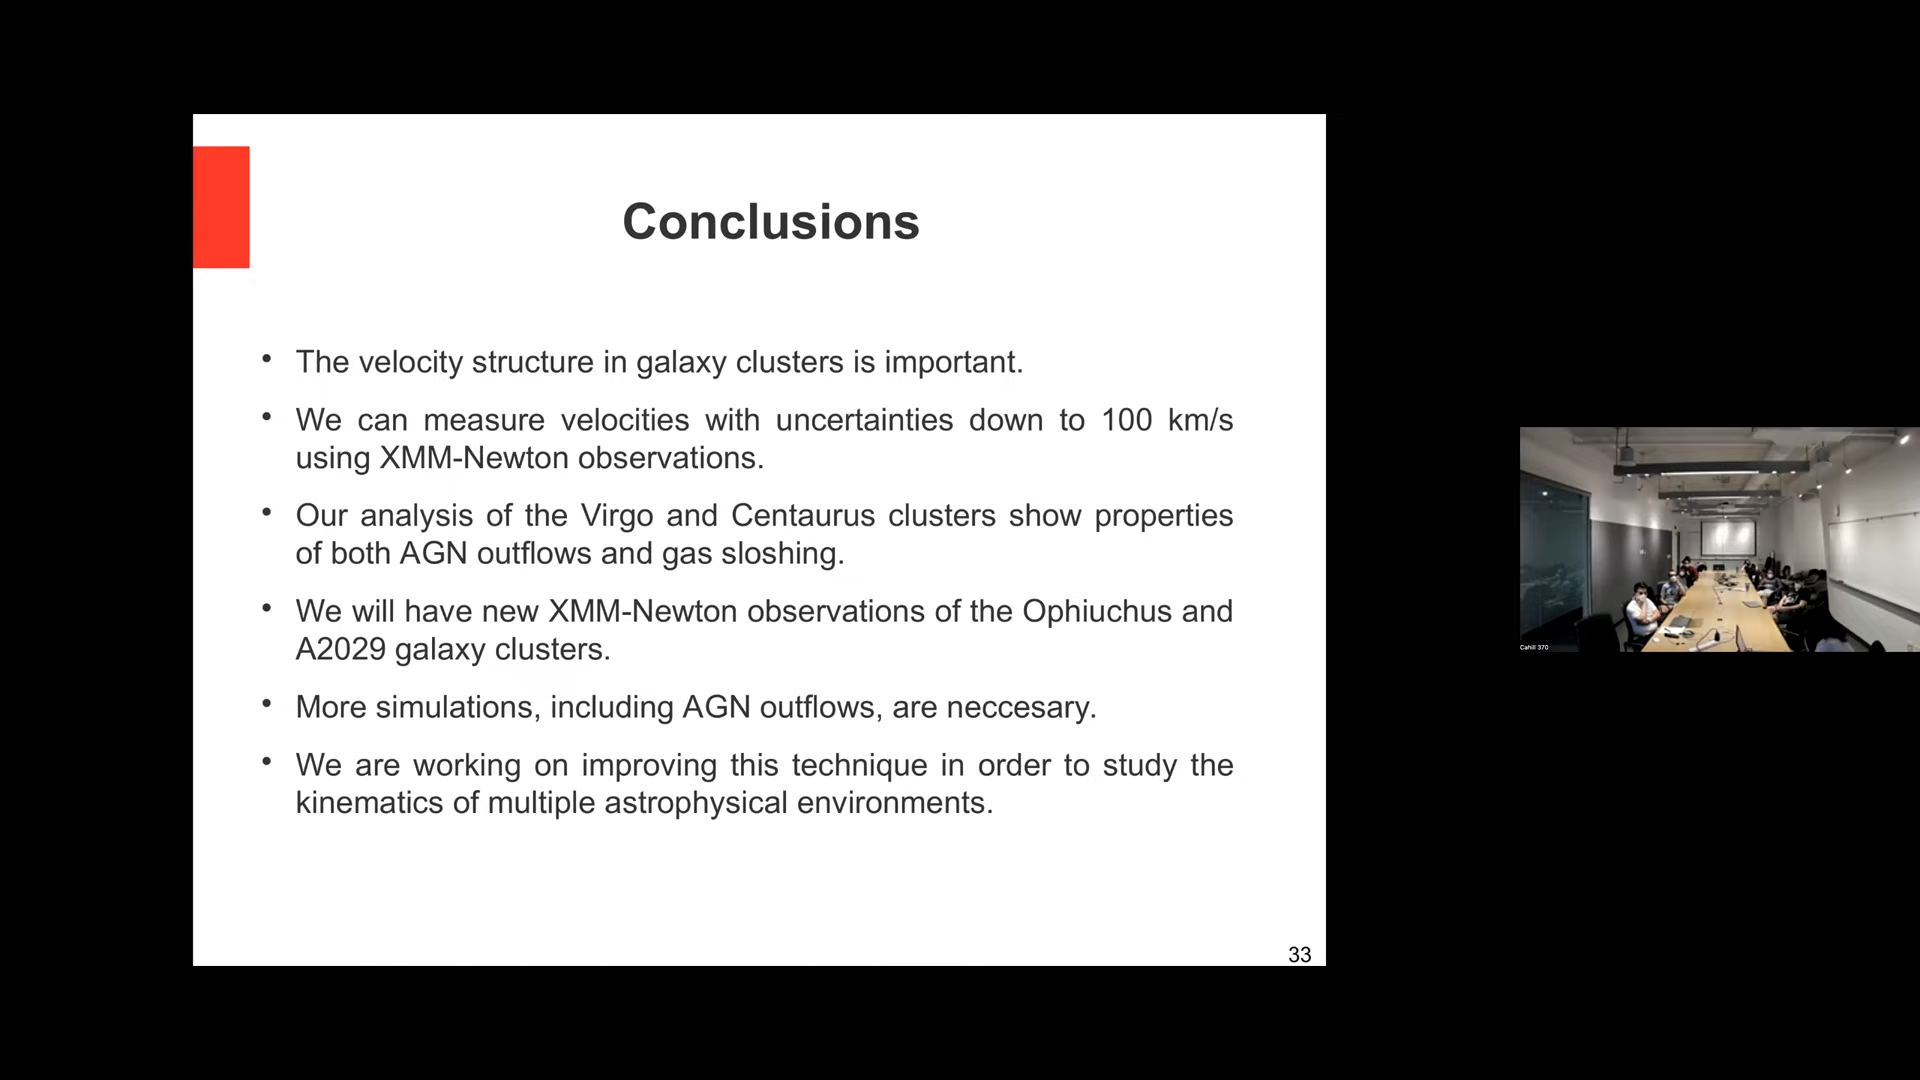 Conclusions
• The velocity structure in galaxy clusters is important.
• We can measure velocities with uncertainties down to 100 km/s
using XMM-Newton observations.
• Our analysis of the Virgo and Centaurus clusters show properties
of both AGN outflows and gas sloshing.
• We will have new XMM-Newton observations of the Ophiuchus and
A2029 galaxy clusters.
• More simulations, including AGN outflows, are neccesary.
• We are working on improving this technique in order to study the
kinematics of multiple astrophysical environments.
33
Cahill 370